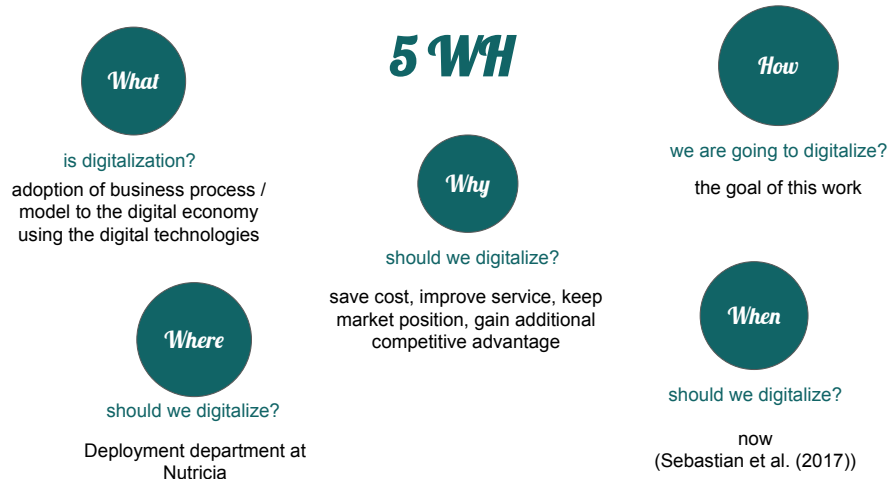 5 WH
What
is digitalization?
adoption of business process /
model to the digital economy
using the digital technologies
Where
should we digitalize?
Deployment department at
Nutricia
Why
should we digitalize?
save cost, improve service, keep
market position, gain additional
competitive advantage
How
we are going to digitalize?
the goal of this work
When
should we digitalize?
now
(Sebastian et al. (2017))